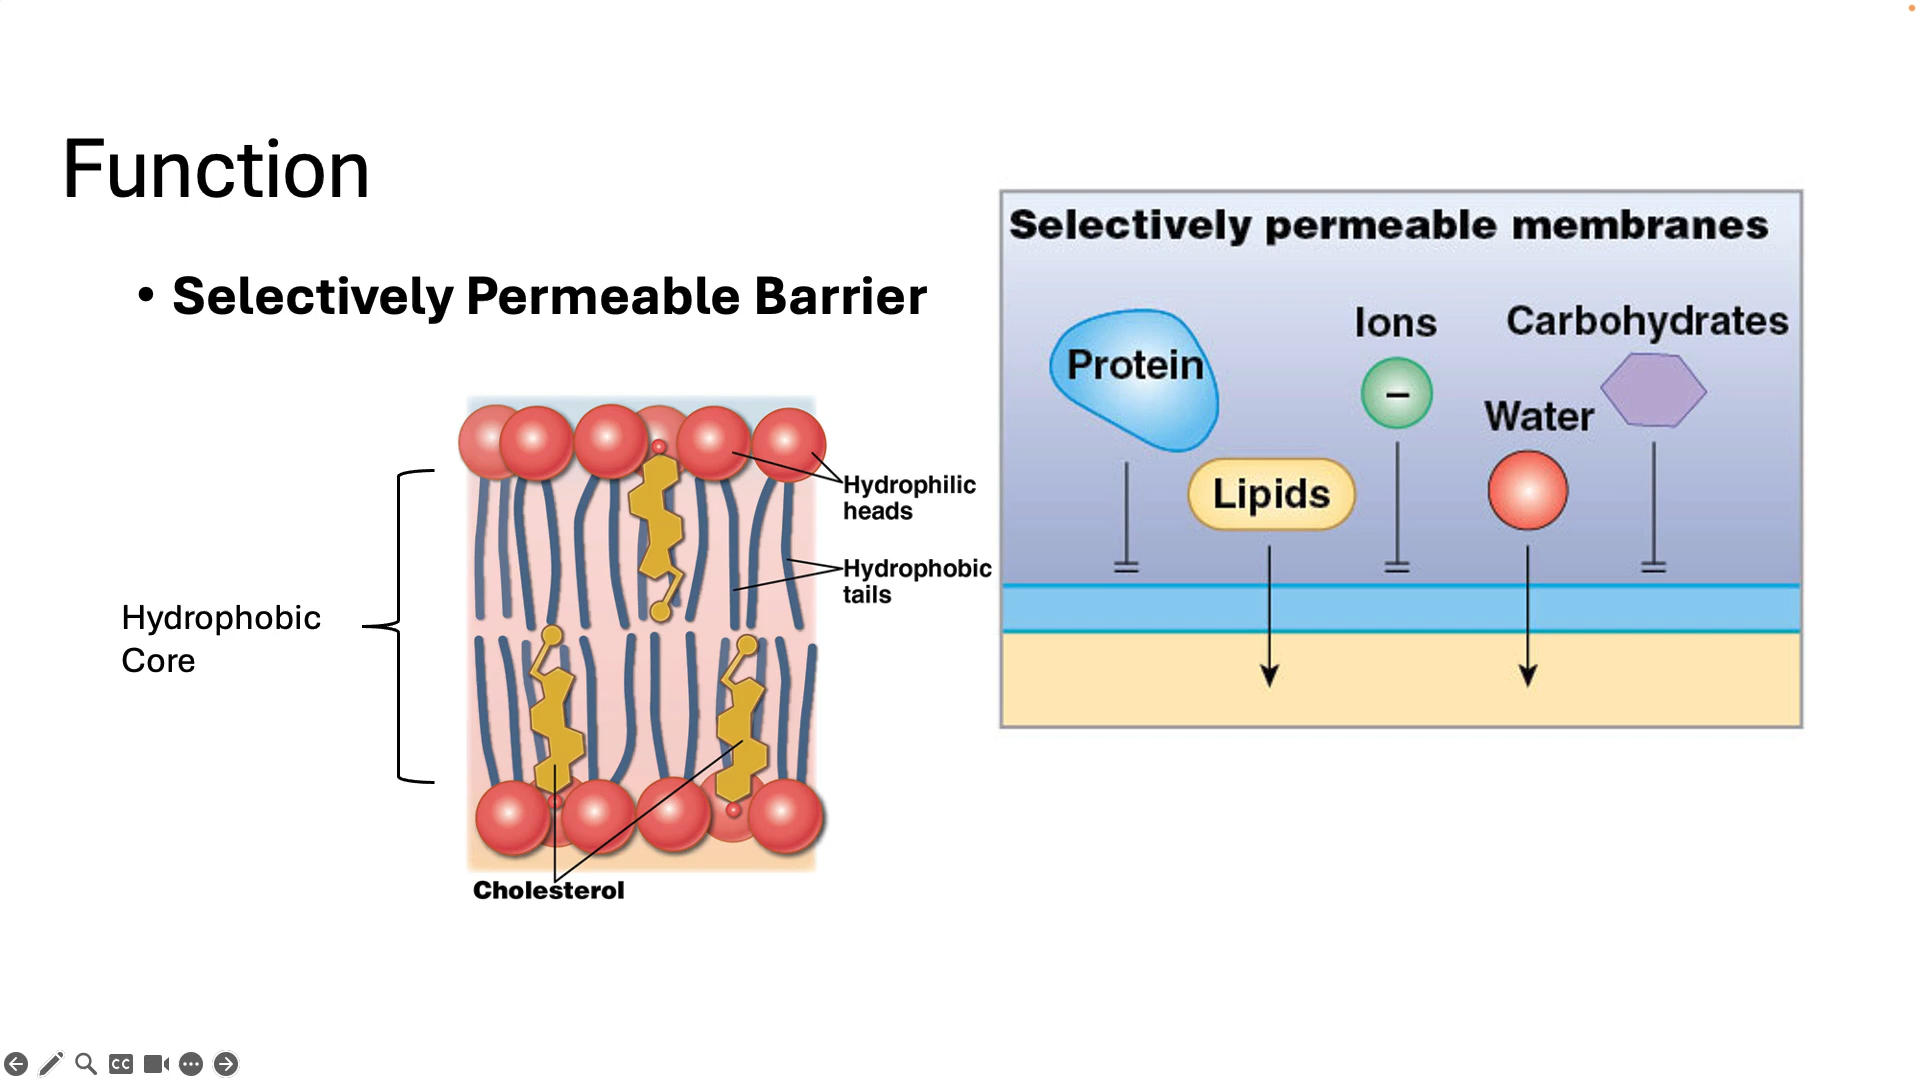 Function
• Selectively Permeable Barrier
Hydrophilic
heads
Hydrophobic
tails
Hydrophobic
Core
Cholesterol
Selectively permeable membranes
Protein
Ions
−
Carbohydrates
Water
Lipids
CC